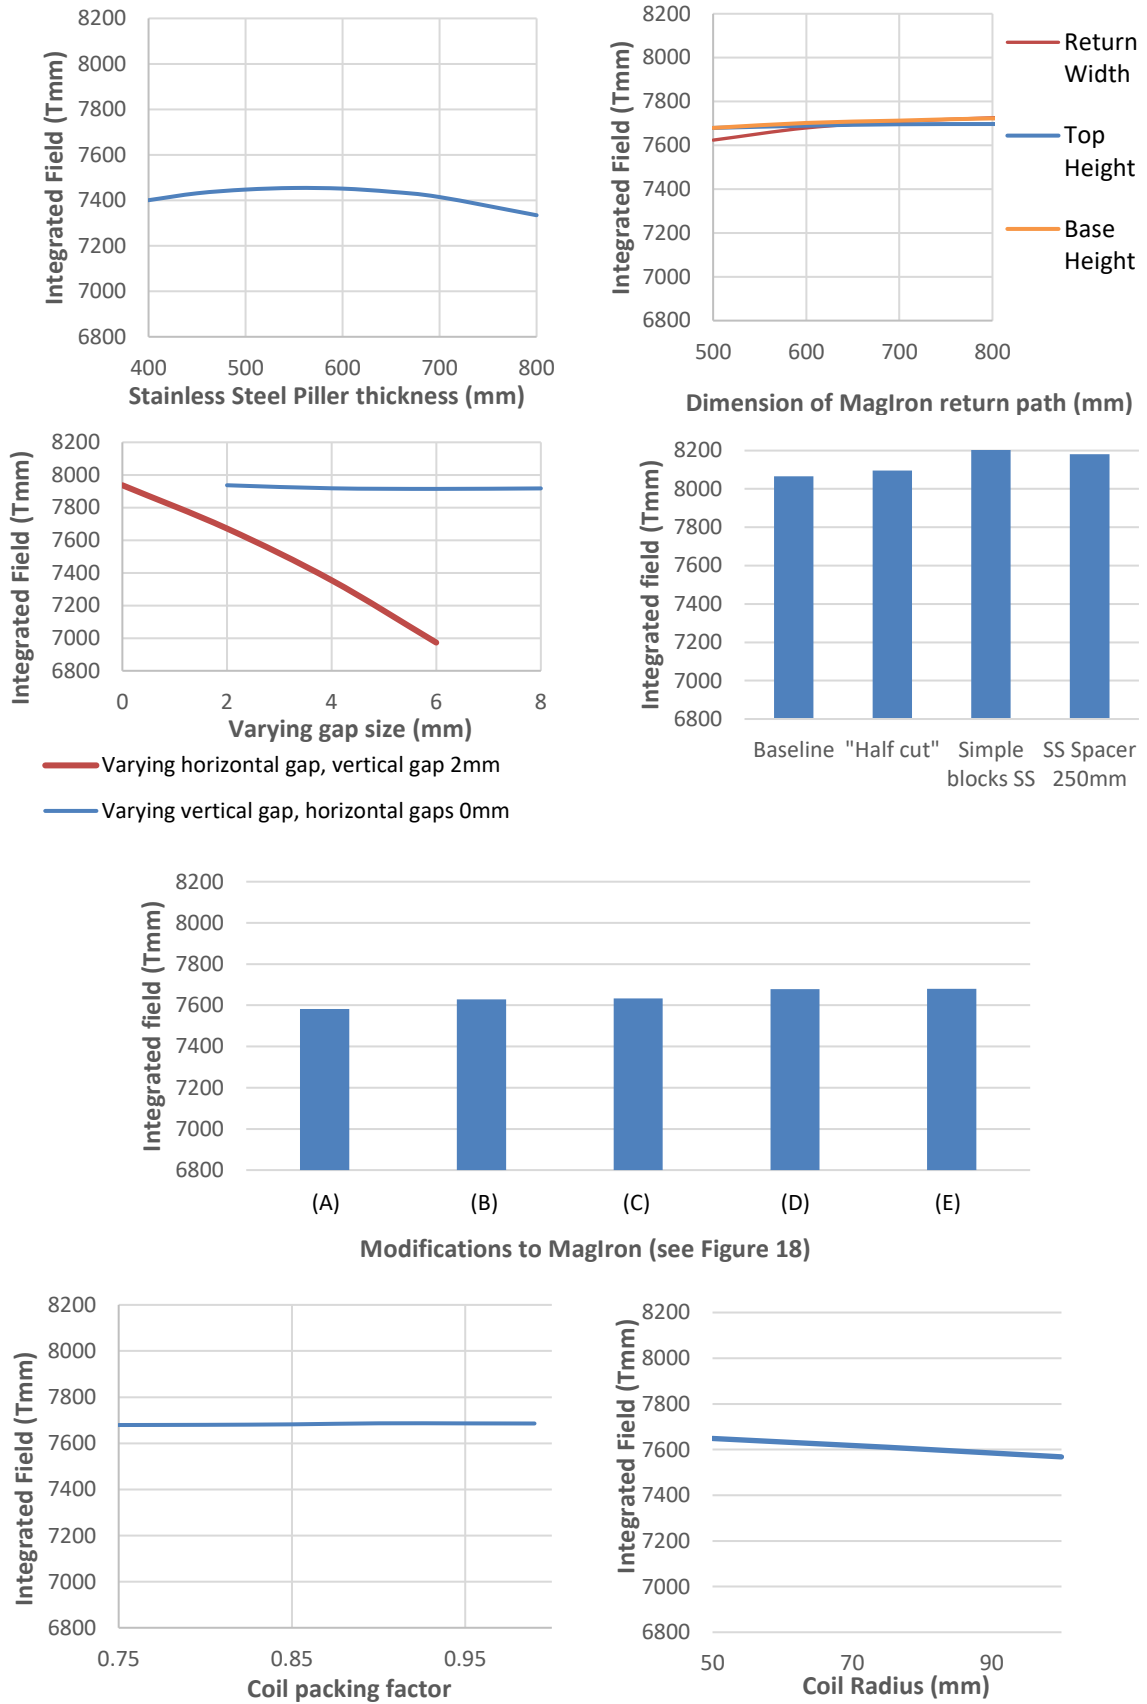 8200
8000
7800
7600
7400
7200
7000
6800
Integrated Field (Tmm)
400 500 600 700 800
Stainless Steel Piller thickness (mm)
8200
8000
7800
7600
7400
7200
7000
6800
Integrated Field (Tmm)
500 600 700 800
Dimension of MagIron return path (mm)
Return
Width
Top
Height
Base
Height
8200
8000
7800
7600
7400
7200
7000
6800
Integrated Field (Tmm)
0 2 4 6 8
Varying gap size (mm)
Varying horizontal gap, vertical gap 2mm
Varying vertical gap, horizontal gaps 0mm
8200
8000
7800
7600
7400
7200
7000
6800
Integrated field (Tmm)
Baseline "Half cut" Simple SS Spacer
blocks SS 250mm
8200
8000
7800
7600
7400
7200
7000
6800
Integrated field (Tmm)
(A) (B) (C) (D) (E)
Modifications to MagIron (see Figure 18)
8200
8000
7800
7600
7400
7200
7000
6800
Integrated Field (Tmm)
0.75 0.85 0.95
Coil packing factor
8200
8000
7800
7600
7400
7200
7000
6800
Integrated Field (Tmm)
50 70 90
Coil Radius (mm)